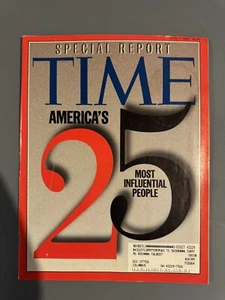 SPECIAL REPORT
TIME
AMERICA'S
25
MOST
INFLUENTIAL
PEOPLE